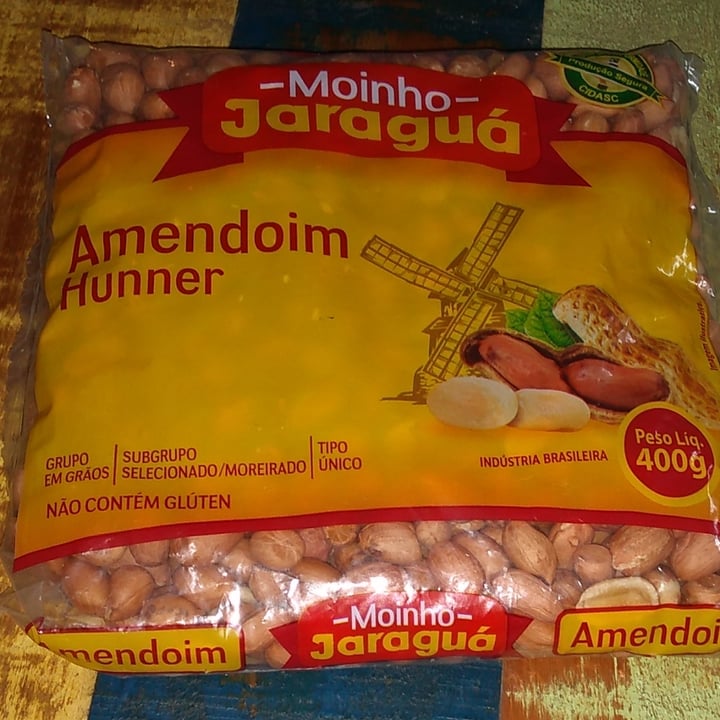 Moinho
Jaraguá
Produção Segura
CIDASC
Amendoim
Hunner
GRUPO
EM GRÃOS
SUBGRUPO
SELECIONADO/MOREIRADO
TIPO
ÚNICO
NÃO CONTÉM GLÚTEN
INDÚSTRIA BRASILEIRA
Peso Liq.
400g
mendoim
Moinho
Jaraguá
Amendoi